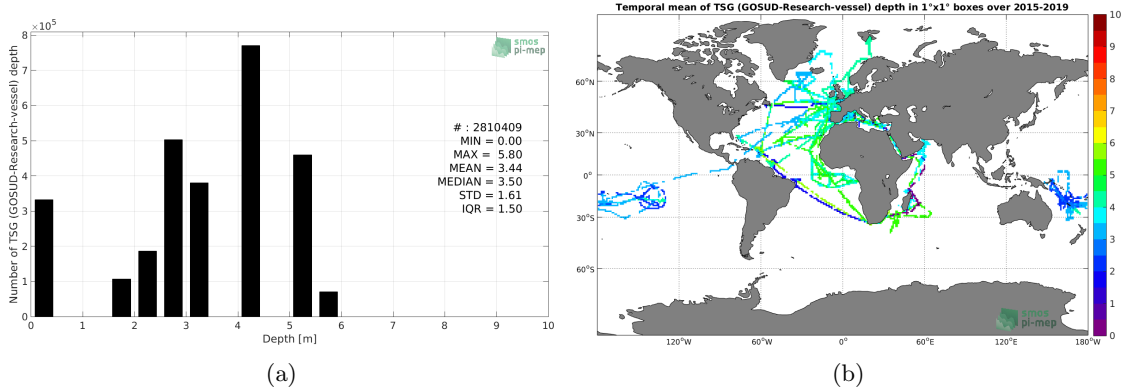 ×10⁵
8
7
6
5
4
3
2
1
0
Number of TSG (GOSUD-Research-vessel) depth
smos
pi-mep
# : 2810409
MIN = 0.00
MAX = 5.80
MEAN = 3.44
MEDIAN = 3.50
STD = 1.61
IQR = 1.50
0 1 2 3 4 5 6 7 8 9 10
Depth [m]
(a)
Temporal mean of TSG (GOSUD-Research-vessel) depth in 1°x1° boxes over 2015-2019
60°N
30°N
0°
30°S
60°S
120°W 60°W 0° 60°E 120°E 180°W
smos
pi-mep
10
9
8
7
6
5
4
3
2
1
0
(b)